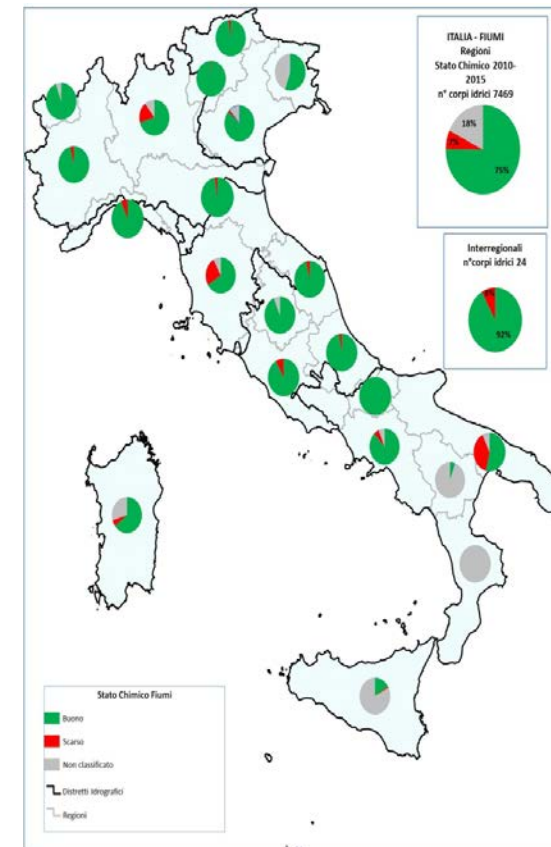 ITALIA - FIUMI
Regioni
Stato Chimico 2010-
2015
n° corpi idrici 7469
18%
7%
75%
Interregionali
n°corpi idrici 24
8%
92%
Stato Chimico Fiumi
Buono
Scarso
Non classificato
Distretti Idrografici
Regioni